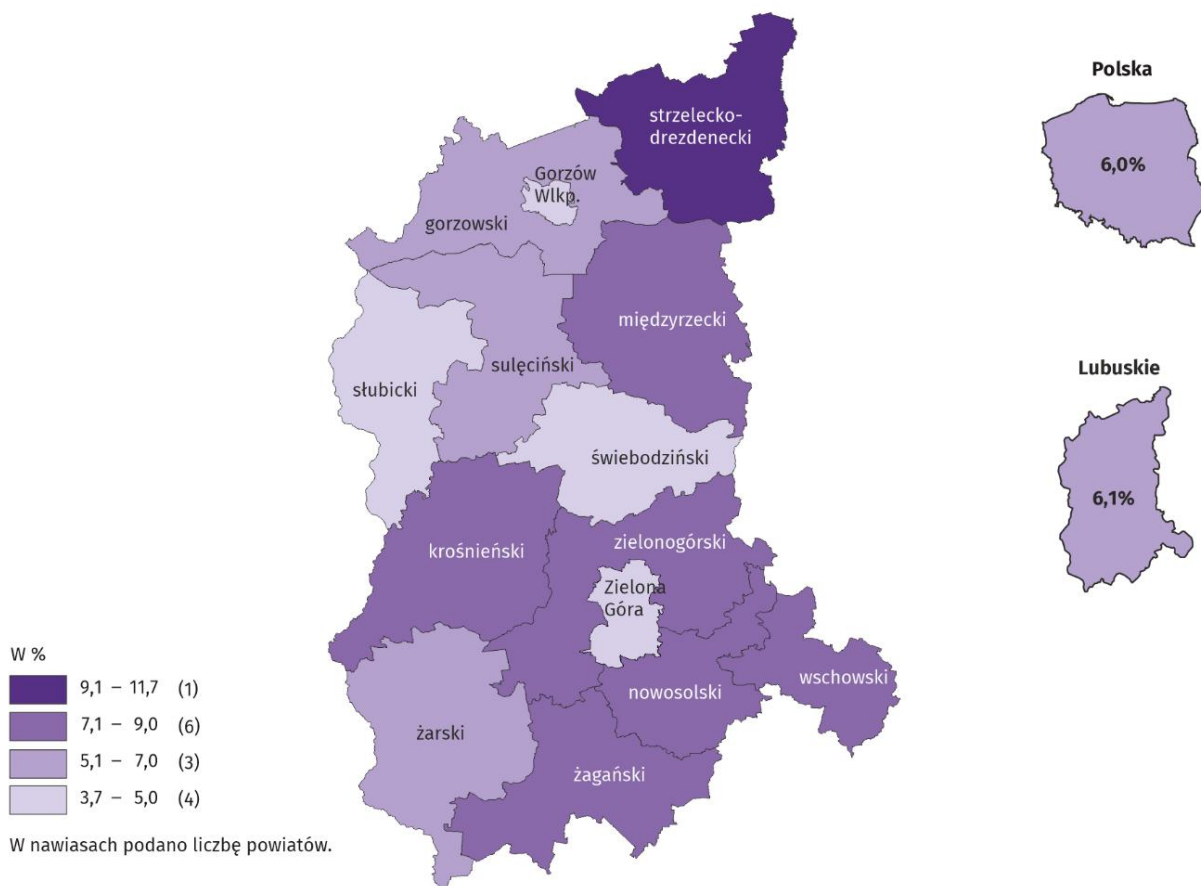 Polska
6,0%
strzelecko-
drezdenecki
Gorzów
Wlkp.
gorzowski
międzyrzecki
sulęciński
słubicki
świebodziński
Lubuskie
6,1%
krośnieński
zielonogórski
Zielona
Góra
wschowski
nowosolski
żarski
żagański
W %
9,1 – 11,7 (1)
7,1 – 9,0 (6)
5,1 – 7,0 (3)
3,7 – 5,0 (4)
W nawiasach podano liczbę powiatów.